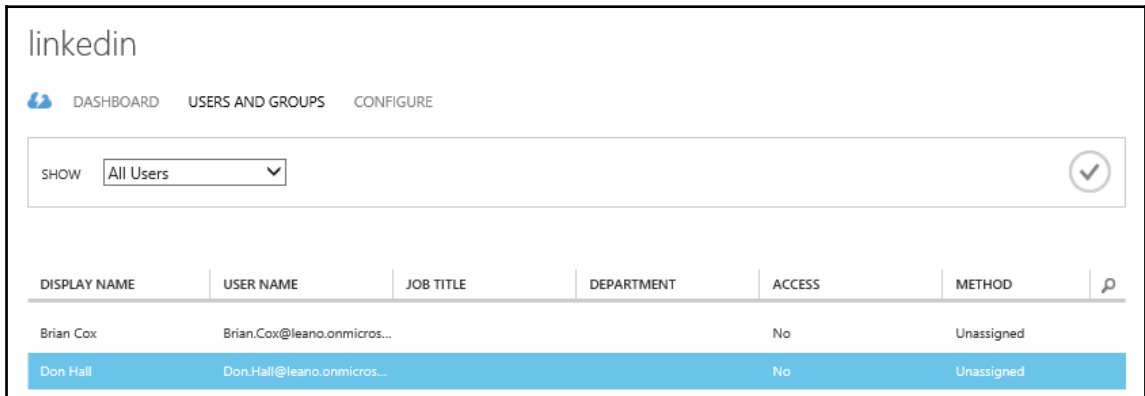 linkedin
DASHBOARD USERS AND GROUPS CONFIGURE
SHOW All Users
DISPLAY NAME USER NAME JOB TITLE DEPARTMENT ACCESS METHOD
Brian Cox Brian.Cox@leano.onmicros... No Unassigned
Don Hall Don.Hall@leano.onmicros... No Unassigned